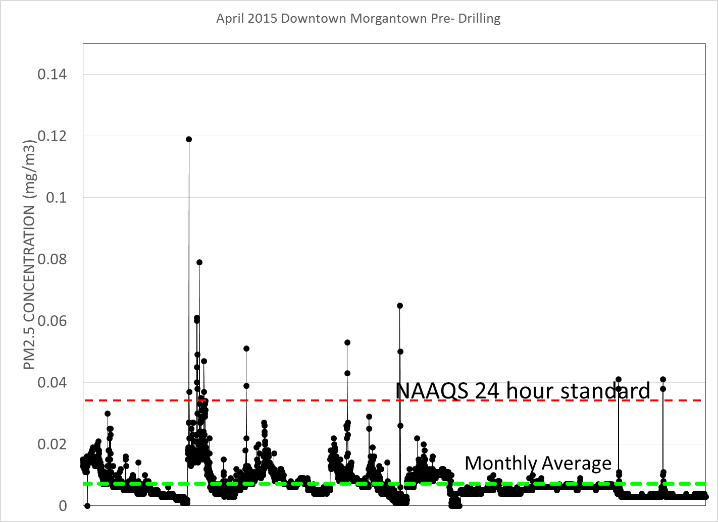 April 2015 Downtown Morgantown Pre- Drilling
0.14
0.12
0.1
0.08
0.06
0.04
0.02
0
PM2.5 CONCENTRATION (mg/m3)
NAAQS 24 hour standard
Monthly Average